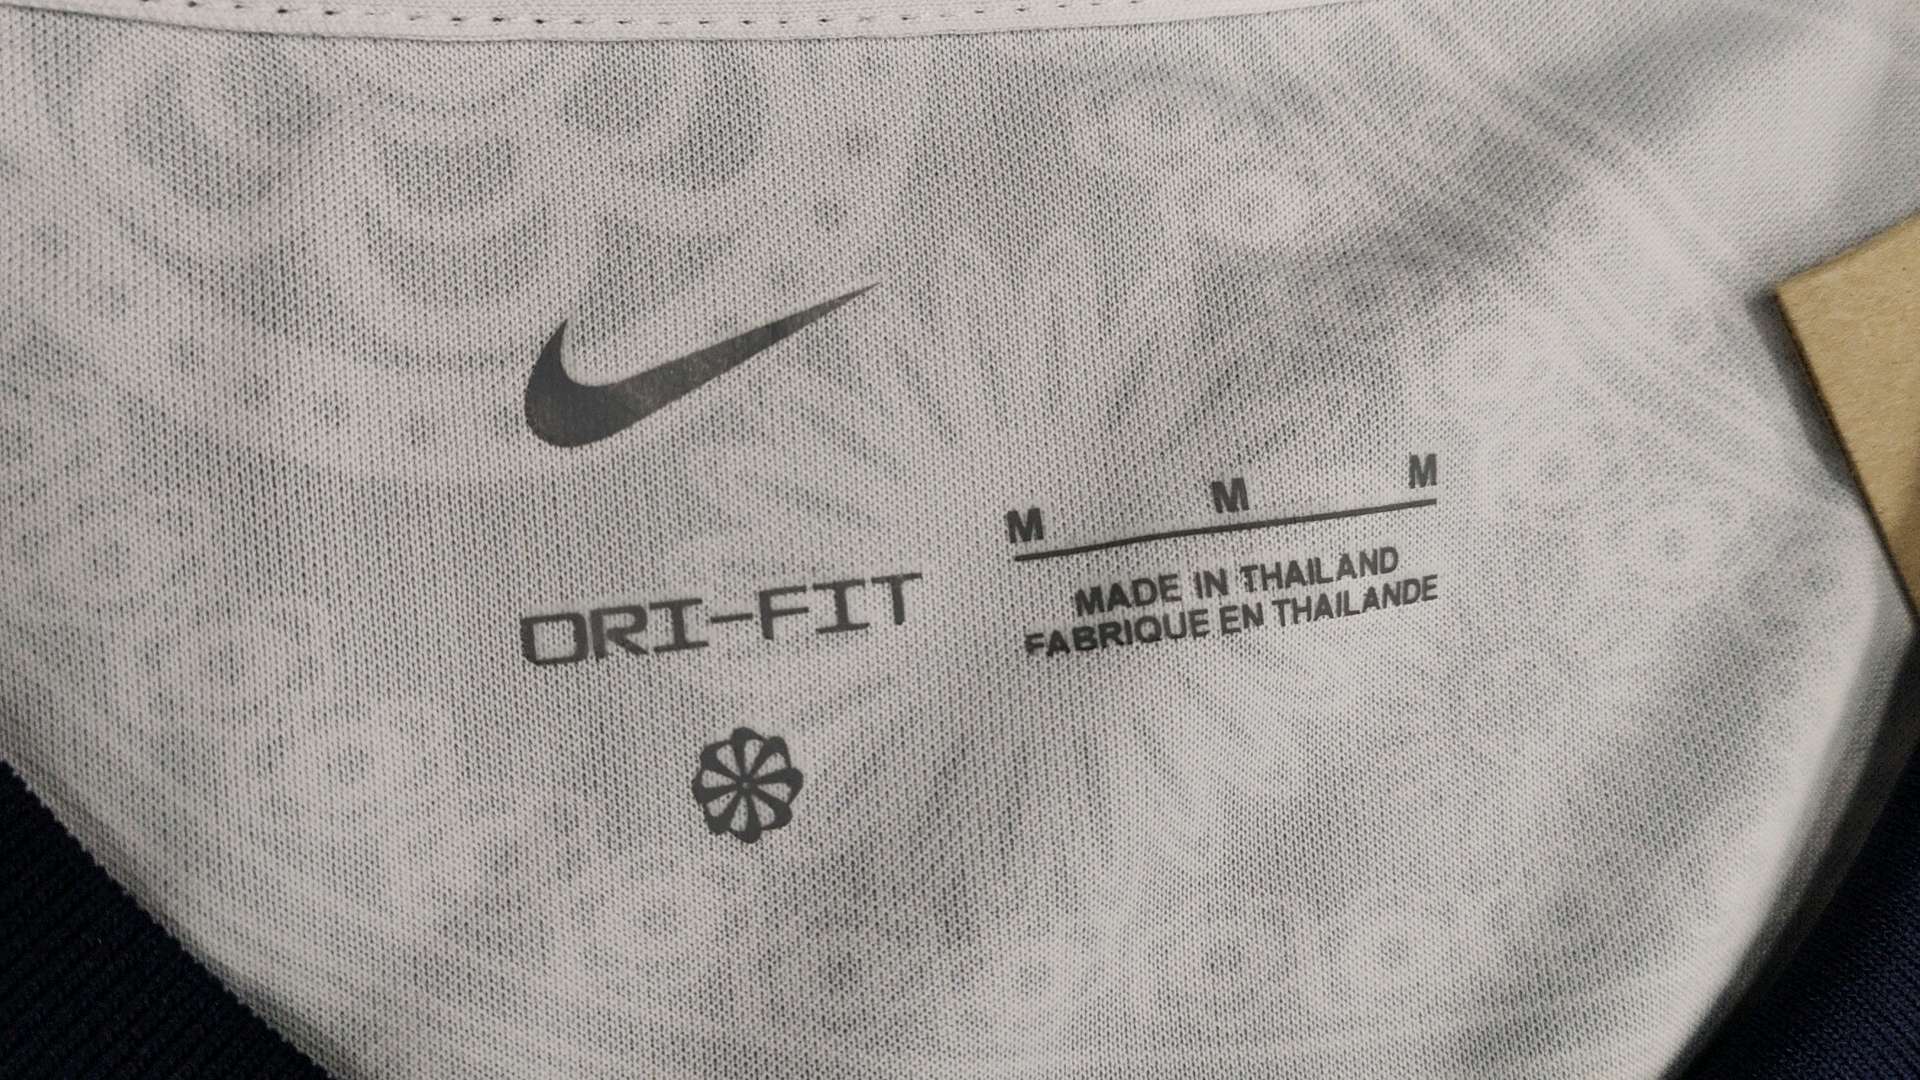 M M M
MADE IN THAILAND
FABRIQUE EN THAILANDE
DRI-FIT